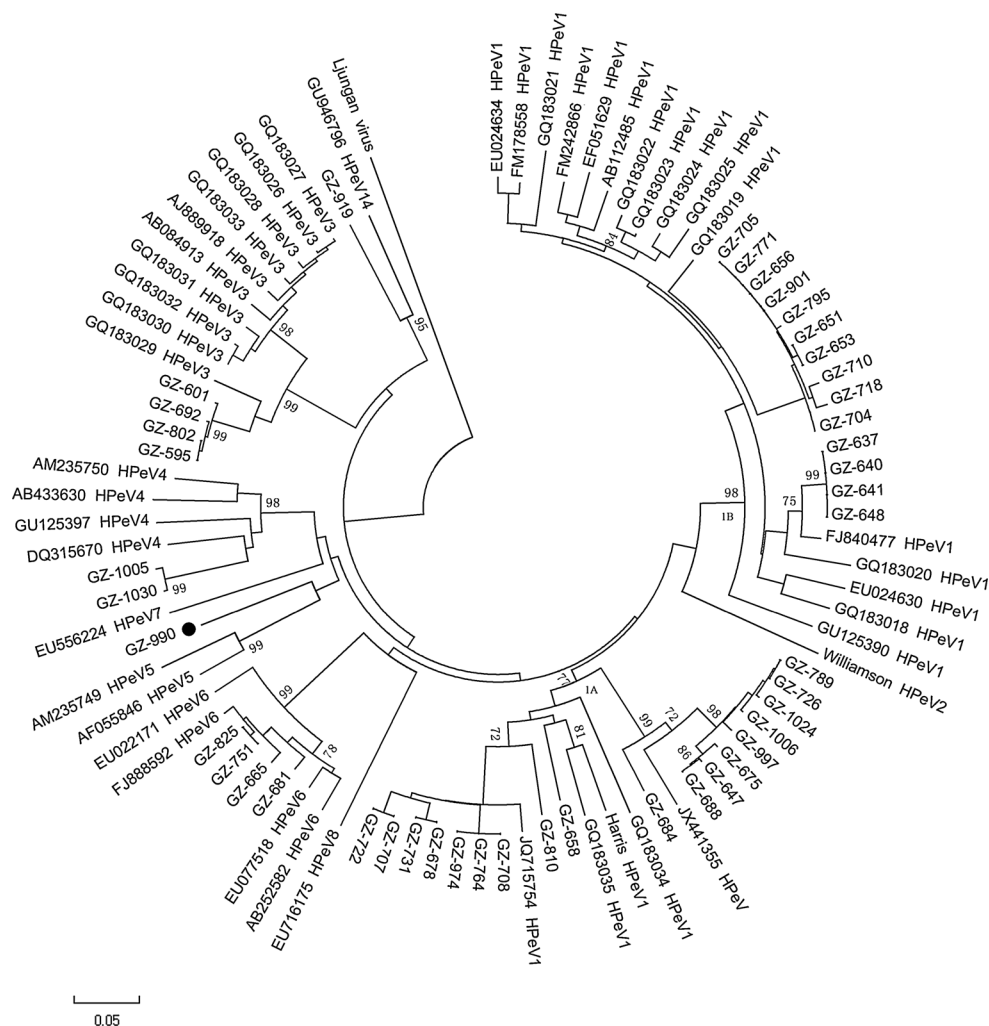 Ljungan virus
GU946796 HPeV14
GZ-919
GQ183027 HPeV3
GQ183026 HPeV3
GQ183028 HPeV3
GQ183033 HPeV3
AJ889918 HPeV3
AB084913 HPeV3
GQ183031 HPeV3
GQ183032 HPeV3
GQ183030 HPeV3
GQ183029 HPeV3
GZ-601
GZ-692
GZ-802
GZ-595
AM235750 HPeV4
AB433630 HPeV4
GU125397 HPeV4
DQ315670 HPeV4
GZ-1005
GZ-1030
EU556224 HPeV7
GZ-990
AM235749 HPeV5
AF055846 HPeV5
EU022171 HPeV6
FJ888592 HPeV6
GZ-825
GZ-751
GZ-665
GZ-681
EU077518 HPeV6
AB252582 HPeV6
EU716175 HPeV8
GZ-722
GZ-707
GZ-731
GZ-678
GZ-974
GZ-764
GZ-708
JQ715754 HPeV1
GZ-810
GZ-658
GQ183035 HPeV1
Harris HPeV1
GQ183034 HPeV1
GZ-684
JX441355 HPeV
GZ-688
GZ-647
GZ-675
GZ-997
GZ-1006
GZ-1024
GZ-726
GZ-789
Williamson HPeV2
GU125390 HPeV1
GQ183018 HPeV1
EU024630 HPeV1
GQ183020 HPeV1
FJ840477 HPeV1
GZ-648
GZ-641
GZ-640
GZ-637
GZ-704
GZ-718
GZ-710
GZ-653
GZ-651
GZ-795
GZ-901
GZ-656
GZ-771
GZ-705
GQ183019 HPeV1
GQ183025 HPeV1
GQ183024 HPeV1
GQ183023 HPeV1
GQ183022 HPeV1
AB112485 HPeV1
EF051629 HPeV1
FM242866 HPeV1
GQ183021 HPeV1
FM178558 HPeV1
EU024634 HPeV1
95
98
99
99
98
99
99
99
78
72
81
77
1A
99
72
98
86
98
1B
75
99
84
0.05